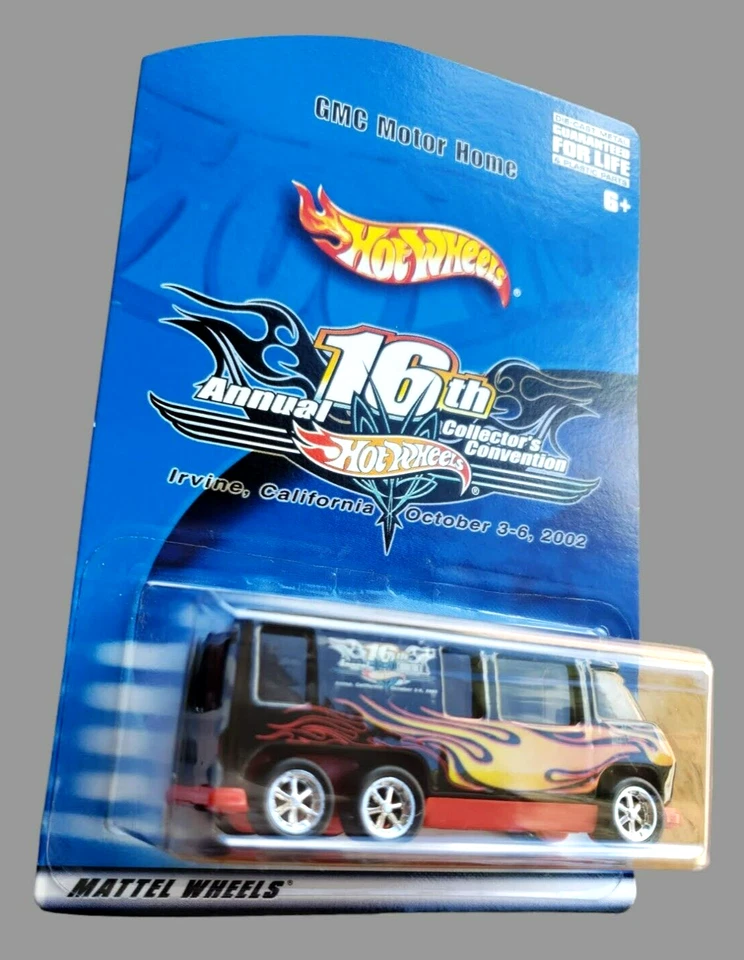 GMC Motor Home
DIE CAST METAL
GUARANTEED
FOR LIFE
& PLASTIC PARTS
6+
HOT WHEELS®
16th
Annual
Collector's
Convention
HOT WHEELS®
Irvine, California October 3-6, 2002
16th
MATTEL WHEELS®